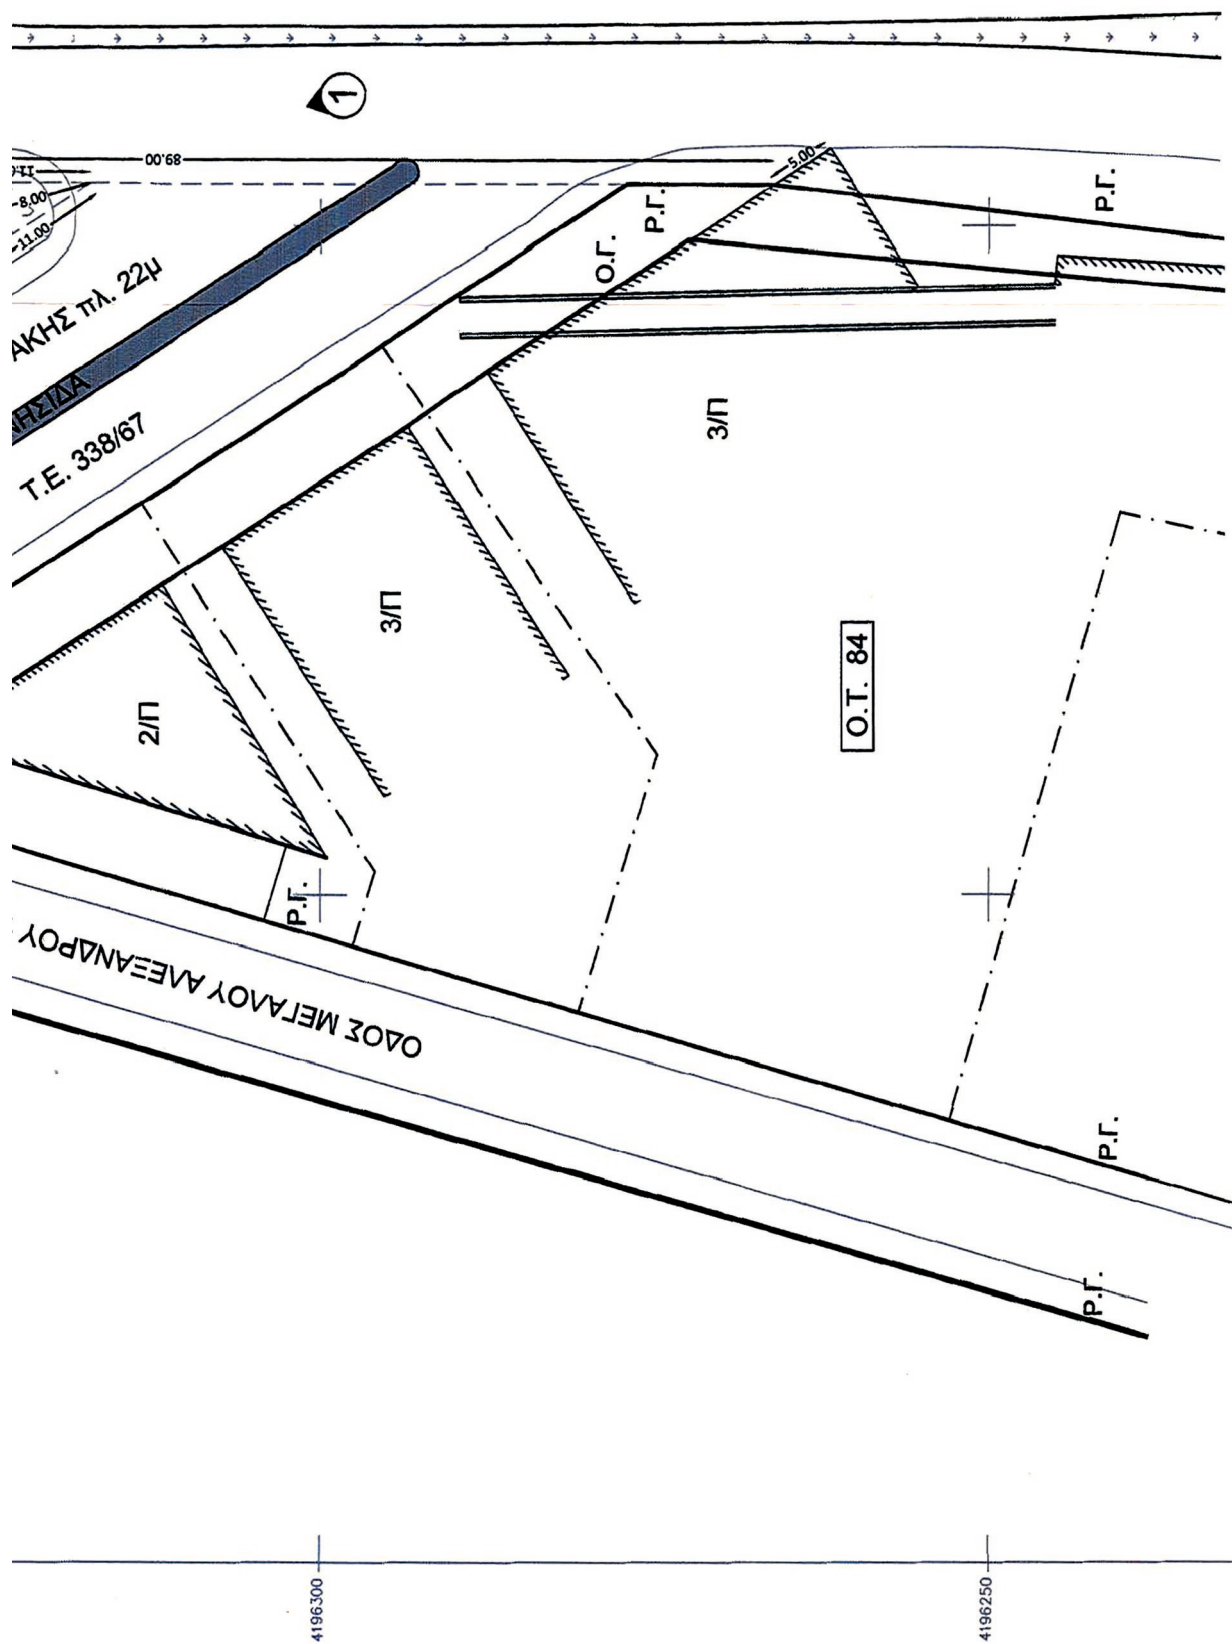 1
89.00
8.00
11.00
5.00
Ρ.Γ.
Ρ.Γ.
Ο.Γ.
ΑΚΗΣ πλ. 22μ
ΝΗΣΙΔΑ
Τ.Ε. 338/67
3/Π
3/Π
2/Π
Ο.Τ. 84
Ρ.Γ.
ΟΔΟΣ ΜΕΓΑΛΟΥ ΑΛΕΞΑΝΔΡΟΥ
Ρ.Γ.
Ρ.Γ.
4196300
4196250